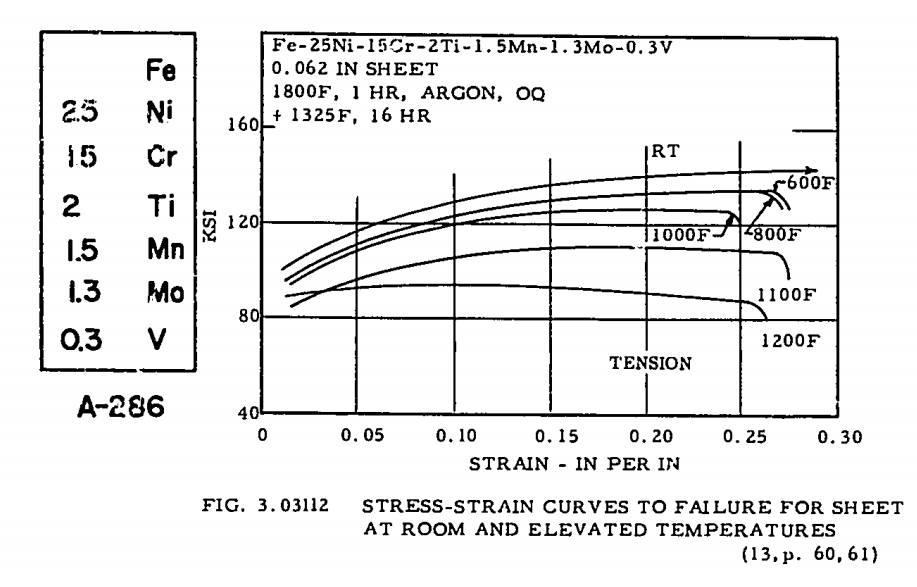 Fe
25 Ni
15 Cr
2 Ti
1.5 Mn
1.3 Mo
0.3 V
A-286
Fe-25Ni-15Cr-2Ti-1.5Mn-1.3Mo-0.3V
0.062 IN SHEET
1800F, 1 HR, ARGON, OQ
+ 1325F, 16 HR
KSI
160
120
80
40
RT
~600F
1000F
800F
1100F
1200F
TENSION
0 0.05 0.10 0.15 0.20 0.25 0.30
STRAIN - IN PER IN
FIG. 3.03112 STRESS-STRAIN CURVES TO FAILURE FOR SHEET
AT ROOM AND ELEVATED TEMPERATURES
(13,p. 60,61)